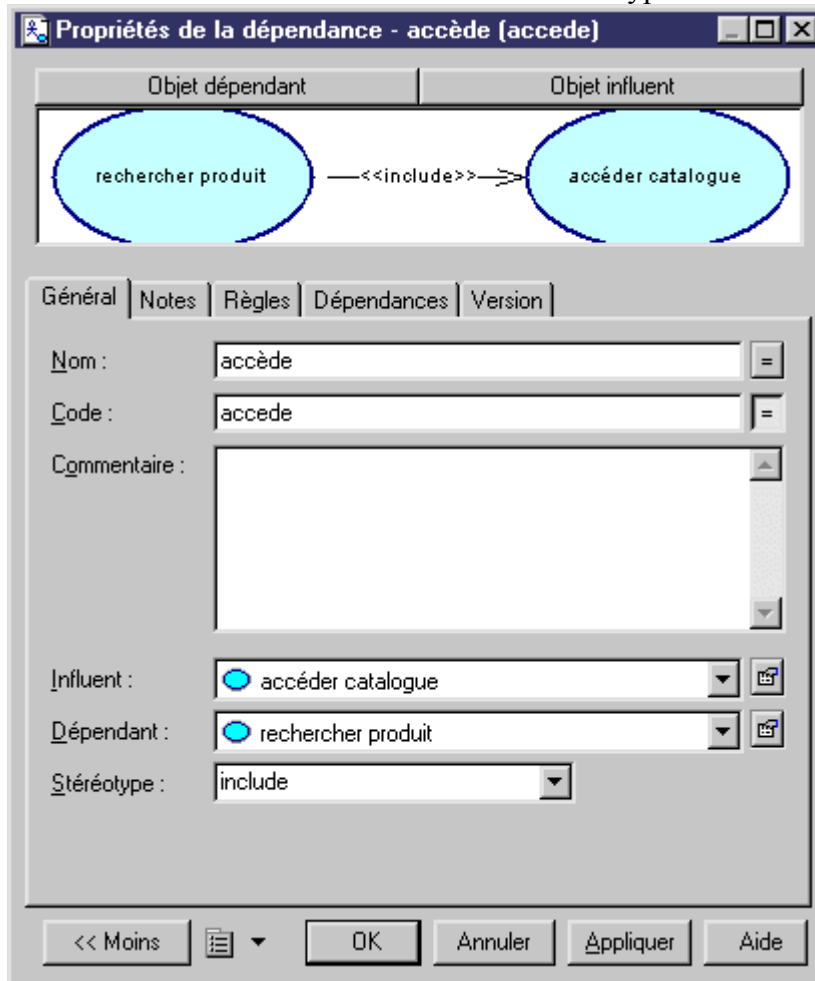 Propriétés de la dépendance - accède (accede)
Objet dépendant Objet influent
rechercher produit <<include>> accéder catalogue
Général Notes Règles Dépendances Version
Nom : accède =
Code : accede =
Commentaire :
Influent : accéder catalogue
Dépendant : rechercher produit
Stéréotype : include
<< Moins OK Annuler Appliquer Aide